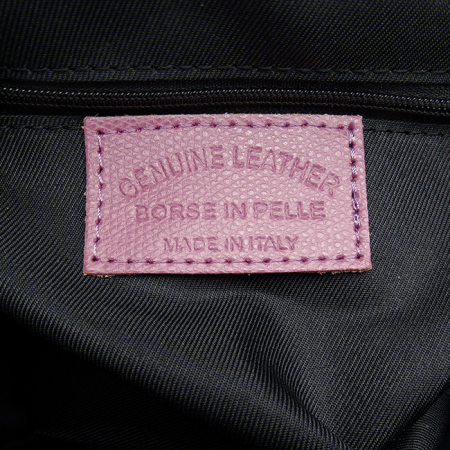 GENUINE LEATHER
BORSE IN PELLE
MADE IN ITALY